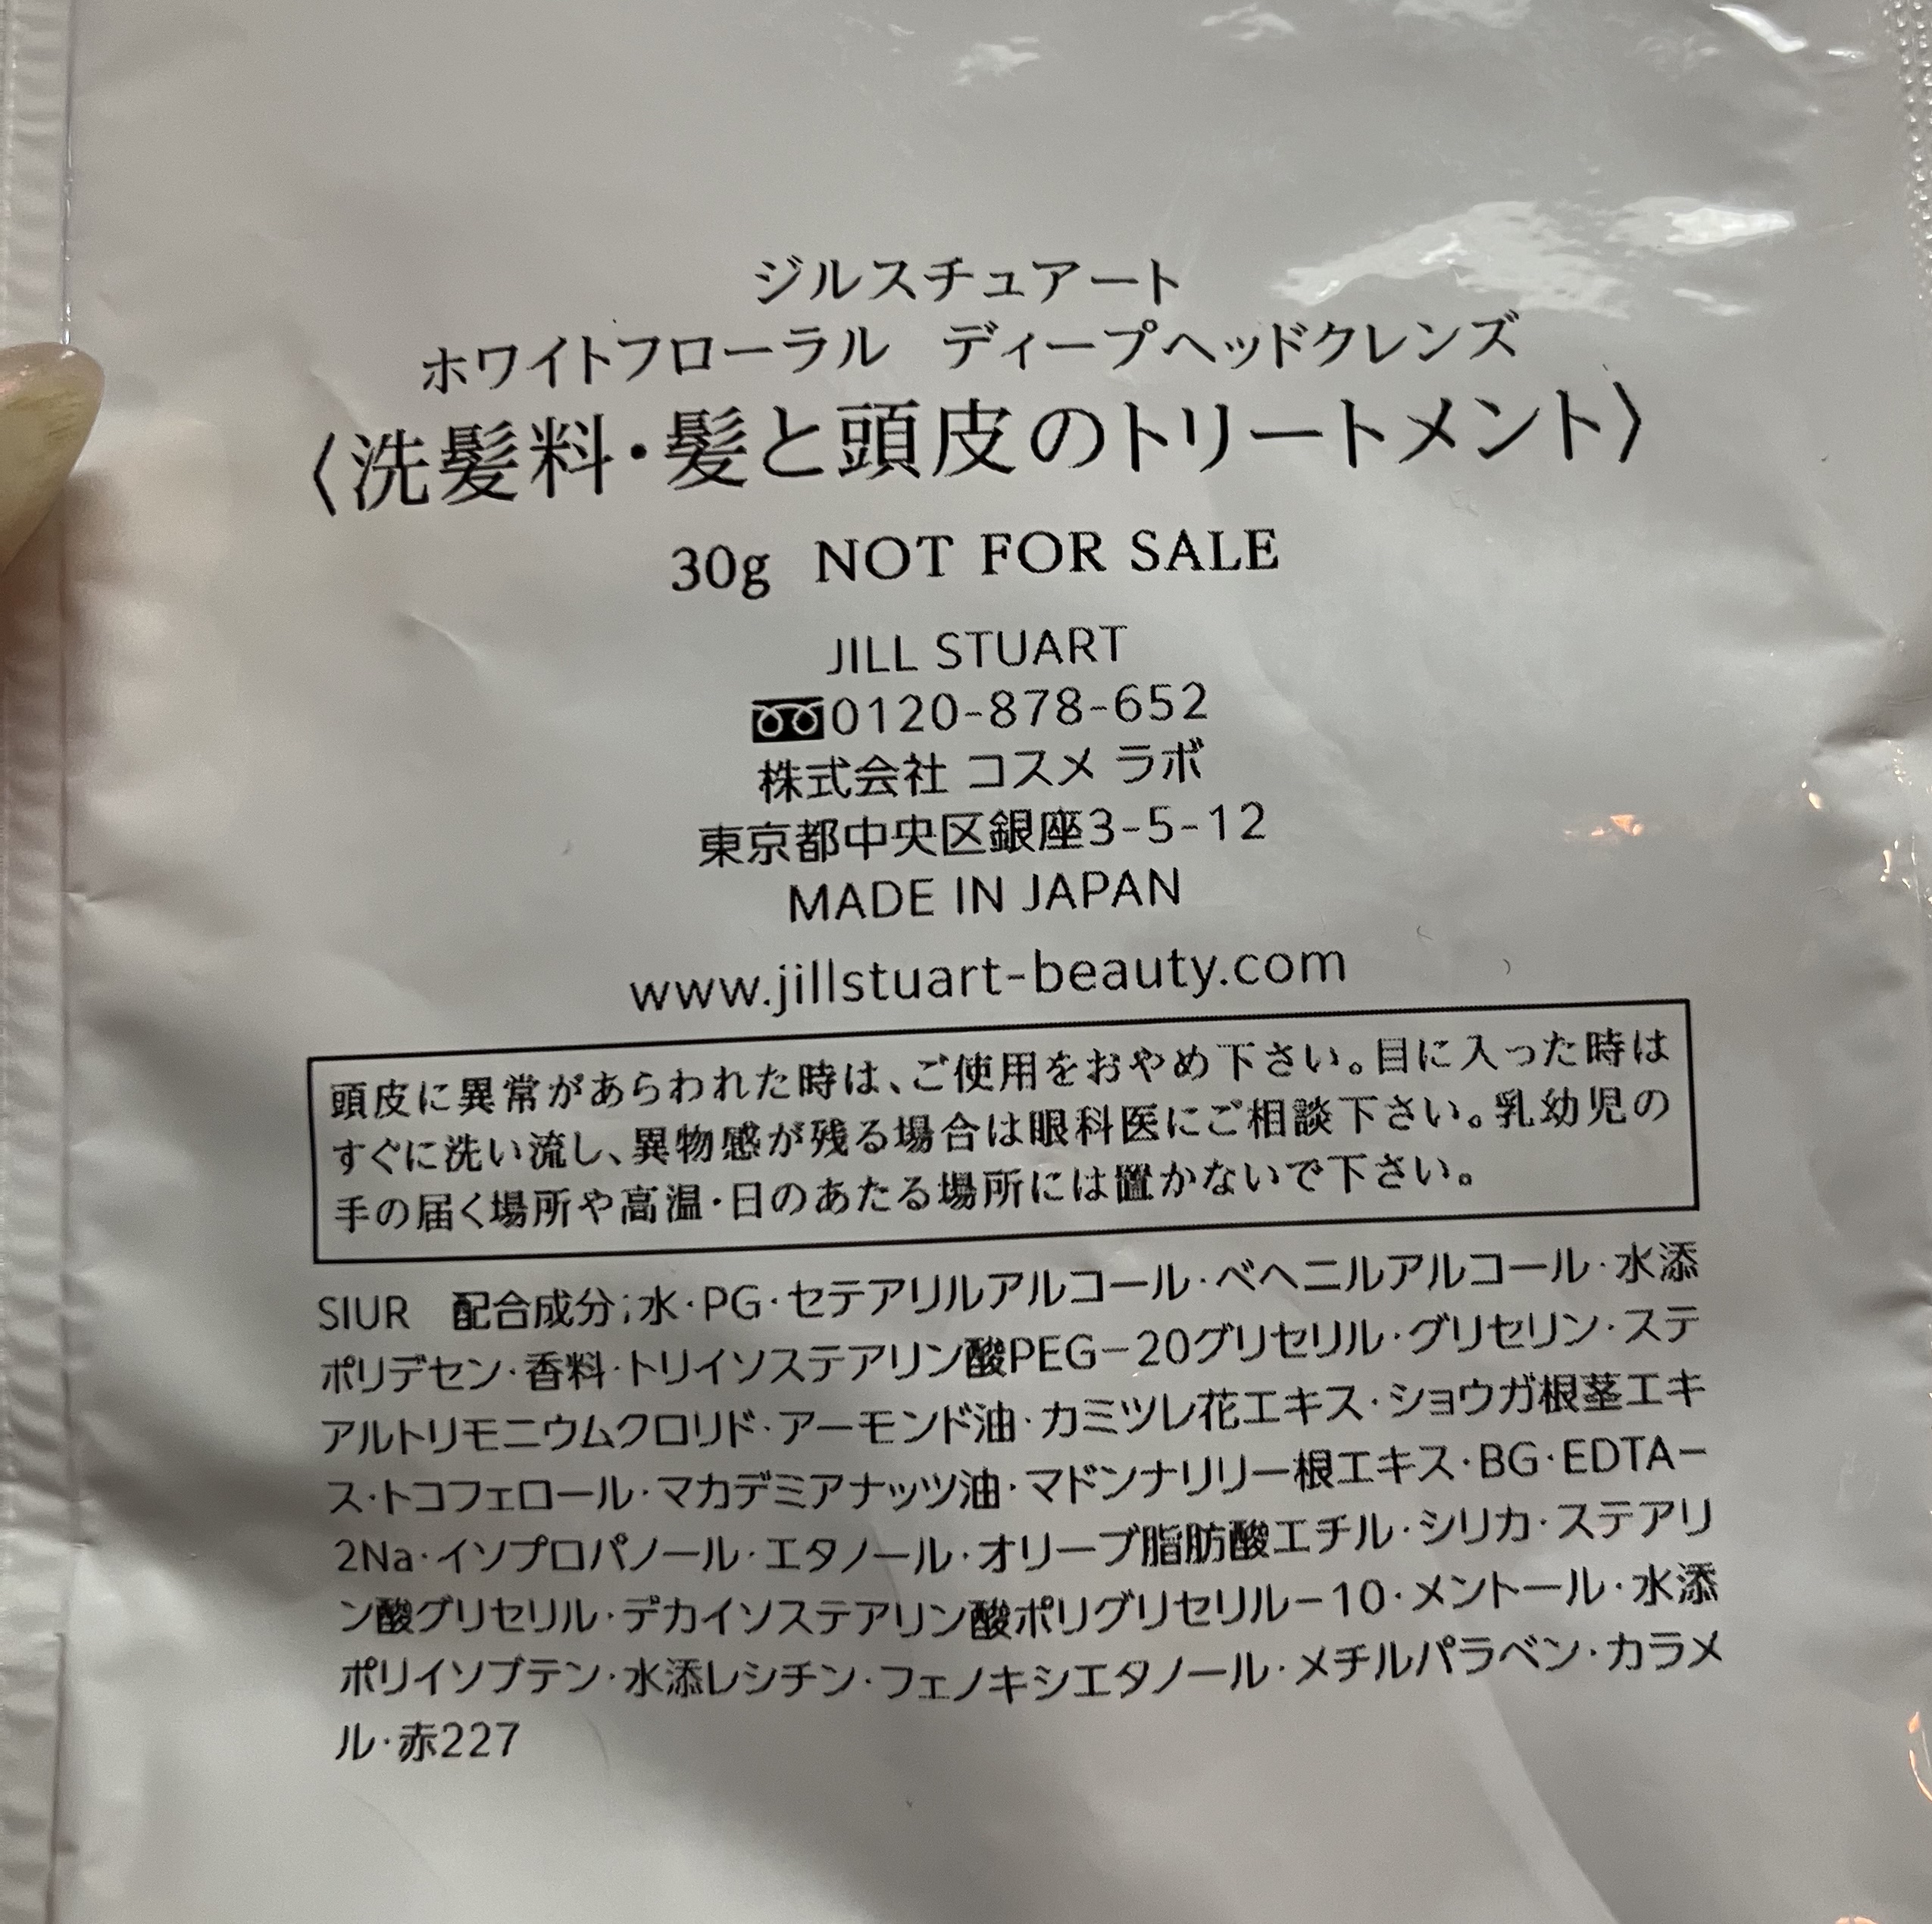 ジルスチュアート
ホワイトフローラル　ディープヘッドクレンズ
〈洗髪料・髪と頭皮のトリートメント〉
30g NOT FOR SALE
JILL STUART
0120-878-652
株式会社 コスメ ラボ
東京都中央区銀座3-5-12
MADE IN JAPAN
www.jillstuart-beauty.com
頭皮に異常があらわれた時は、ご使用をおやめ下さい。目に入った時は
すぐに洗い流し、異物感が残る場合は眼科医にご相談下さい。乳幼児の
手の届く場所や高温・日のあたる場所には置かないで下さい。
SIUR　配合成分;水・PG・セテアリルアルコール・ベヘニルアルコール・水添
ポリデセン・香料・トリイソステアリン酸PEG-20グリセリル・グリセリン・ステ
アルトリモニウムクロリド・アーモンド油・カミツレ花エキス・ショウガ根茎エキ
ス・トコフェロール・マカデミアナッツ油・マドンナリリー根エキス・BG・EDTA-
2Na・イソプロパノール・エタノール・オリーブ脂肪酸エチル・シリカ・ステアリ
ン酸グリセリル・デカイソステアリン酸ポリグリセリル-10・メントール・水添
ポリイソブテン・水添レシチン・フェノキシエタノール・メチルパラベン・カラメ
ル・赤227